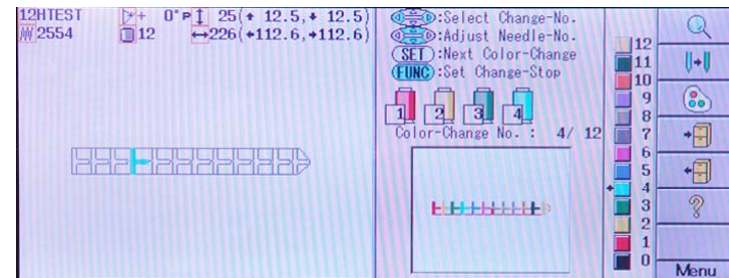 12HTEST + 0° P 25(↑ 12.5,↓ 12.5)
2554 12 ↔226(←112.6,→112.6)
:Select Change-No.
:Adjust Needle-No.
(SET):Next Color-Change
(FUNC):Set Change-Stop
1 2 3 4
Color-Change No. : 4/ 12
12
11
10
9
8
7
6
5
4
3
2
1
0
?
Menu